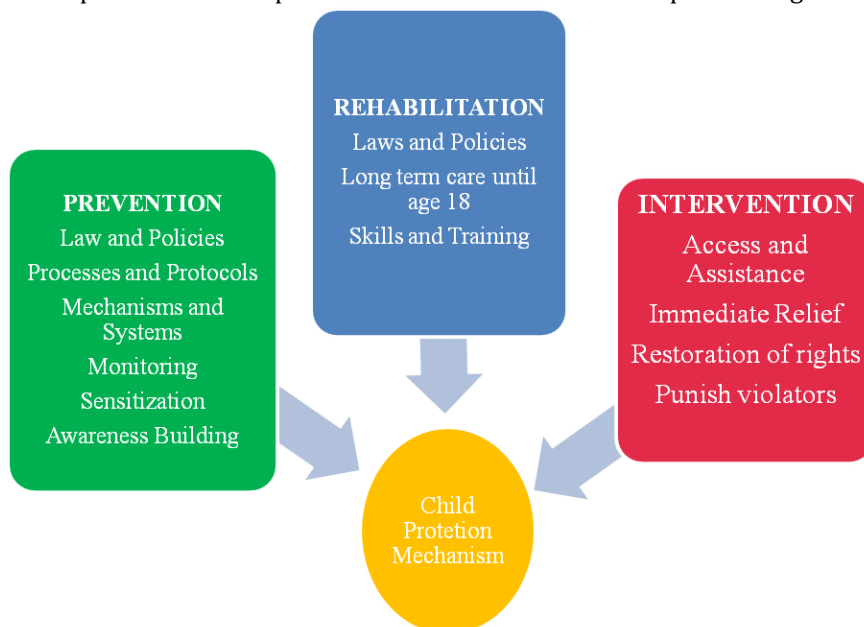 PREVENTION
Law and Policies
Processes and Protocols
Mechanisms and
Systems
Monitoring
Sensitization
Awareness Building
REHABILITATION
Laws and Policies
Long term care until
age 18
Skills and Training
INTERVENTION
Access and
Assistance
Immediate Relief
Restoration of rights
Punish violators
Child
Protetion
Mechanism